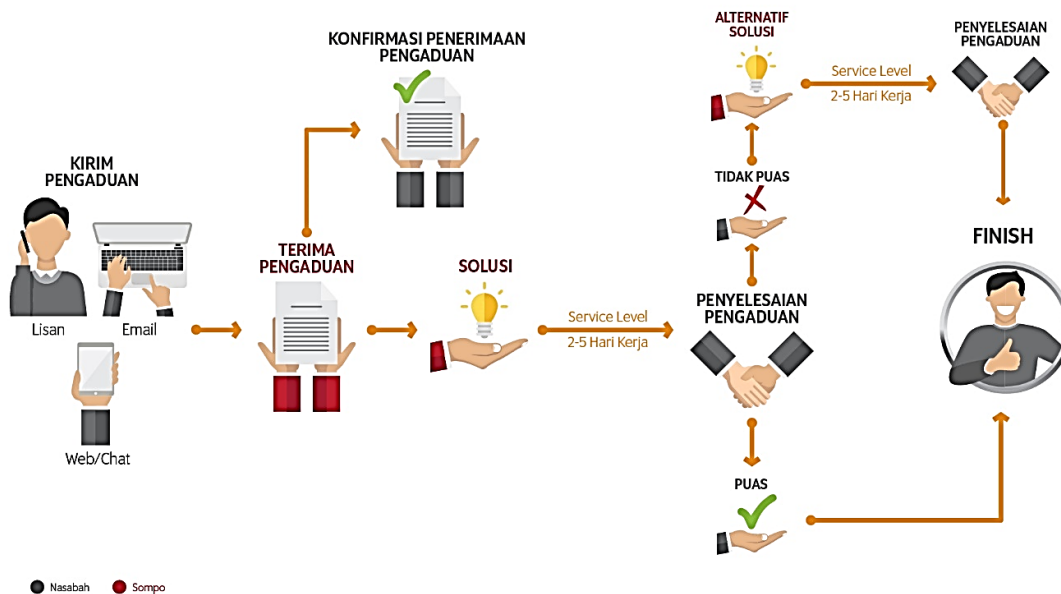 KIRIM
PENGADUAN
Lisan
Email
Web/Chat
TERIMA
PENGADUAN
KONFIRMASI PENERIMAAN
PENGADUAN
SOLUSI
Service Level
2-5 Hari Kerja
PENYELESAIAN
PENGADUAN
TIDAK PUAS
ALTERNATIF
SOLUSI
Service Level
2-5 Hari Kerja
PENYELESAIAN
PENGADUAN
PUAS
FINISH
Nasabah
Sompo